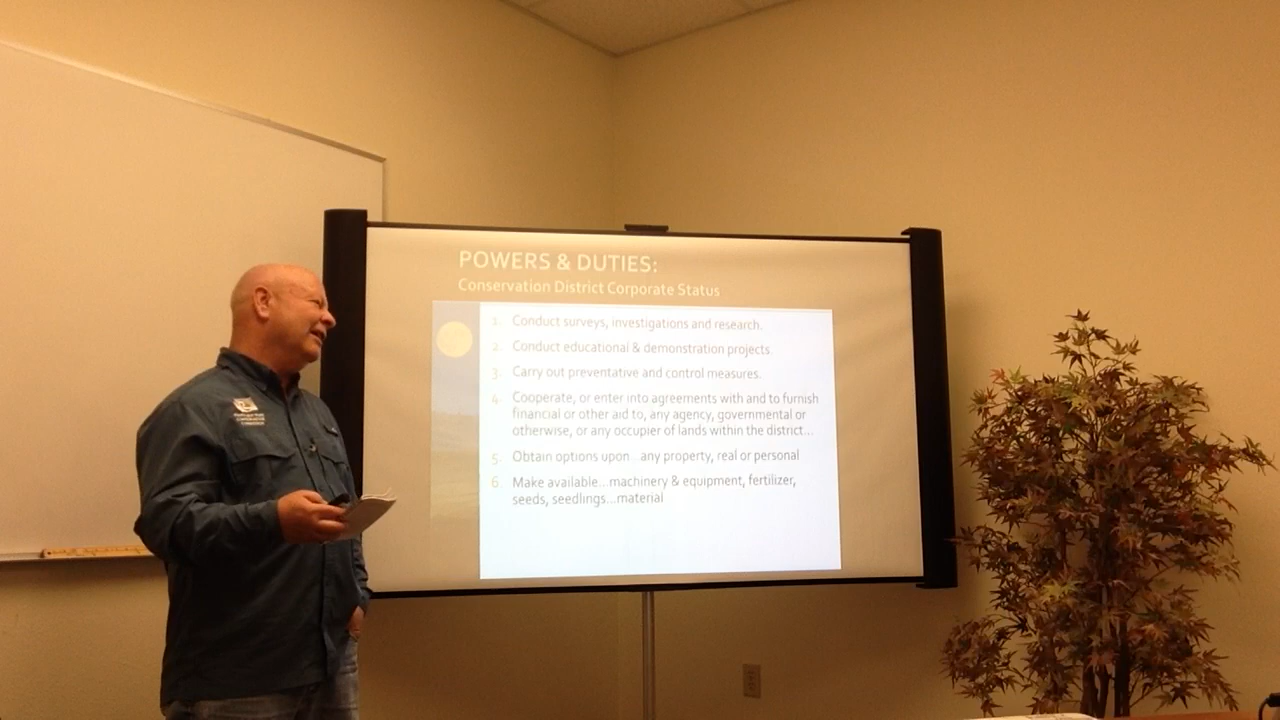 POWERS & DUTIES:
Conservation District Corporate Status
1. Conduct surveys, investigations and research.
2. Conduct educational & demonstration projects
3. Carry out preventative and control measures.
4. Cooperate, or enter into agreements with and to furnish
financial or other aid to, any agency, governmental or
otherwise, or any occupier of lands within the district...
5. Obtain options upon...any property, real or personal
6. Make available...machinery & equipment, fertilizer,
seeds, seedlings...material